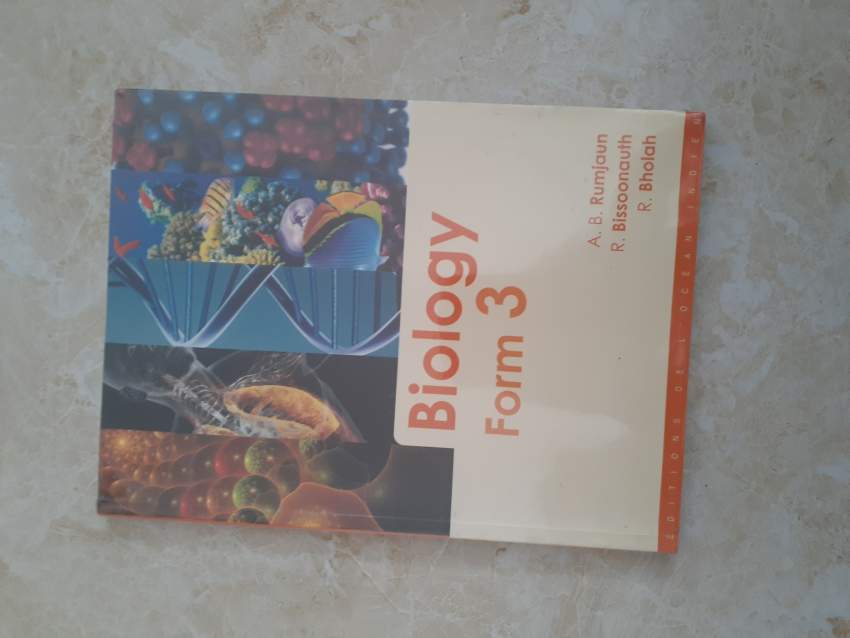 A. B. Rumjaun
R. Bissoonauth
R. Bholah
Biology
Form 3
EDITIONS DE L'OCEAN INDIEN